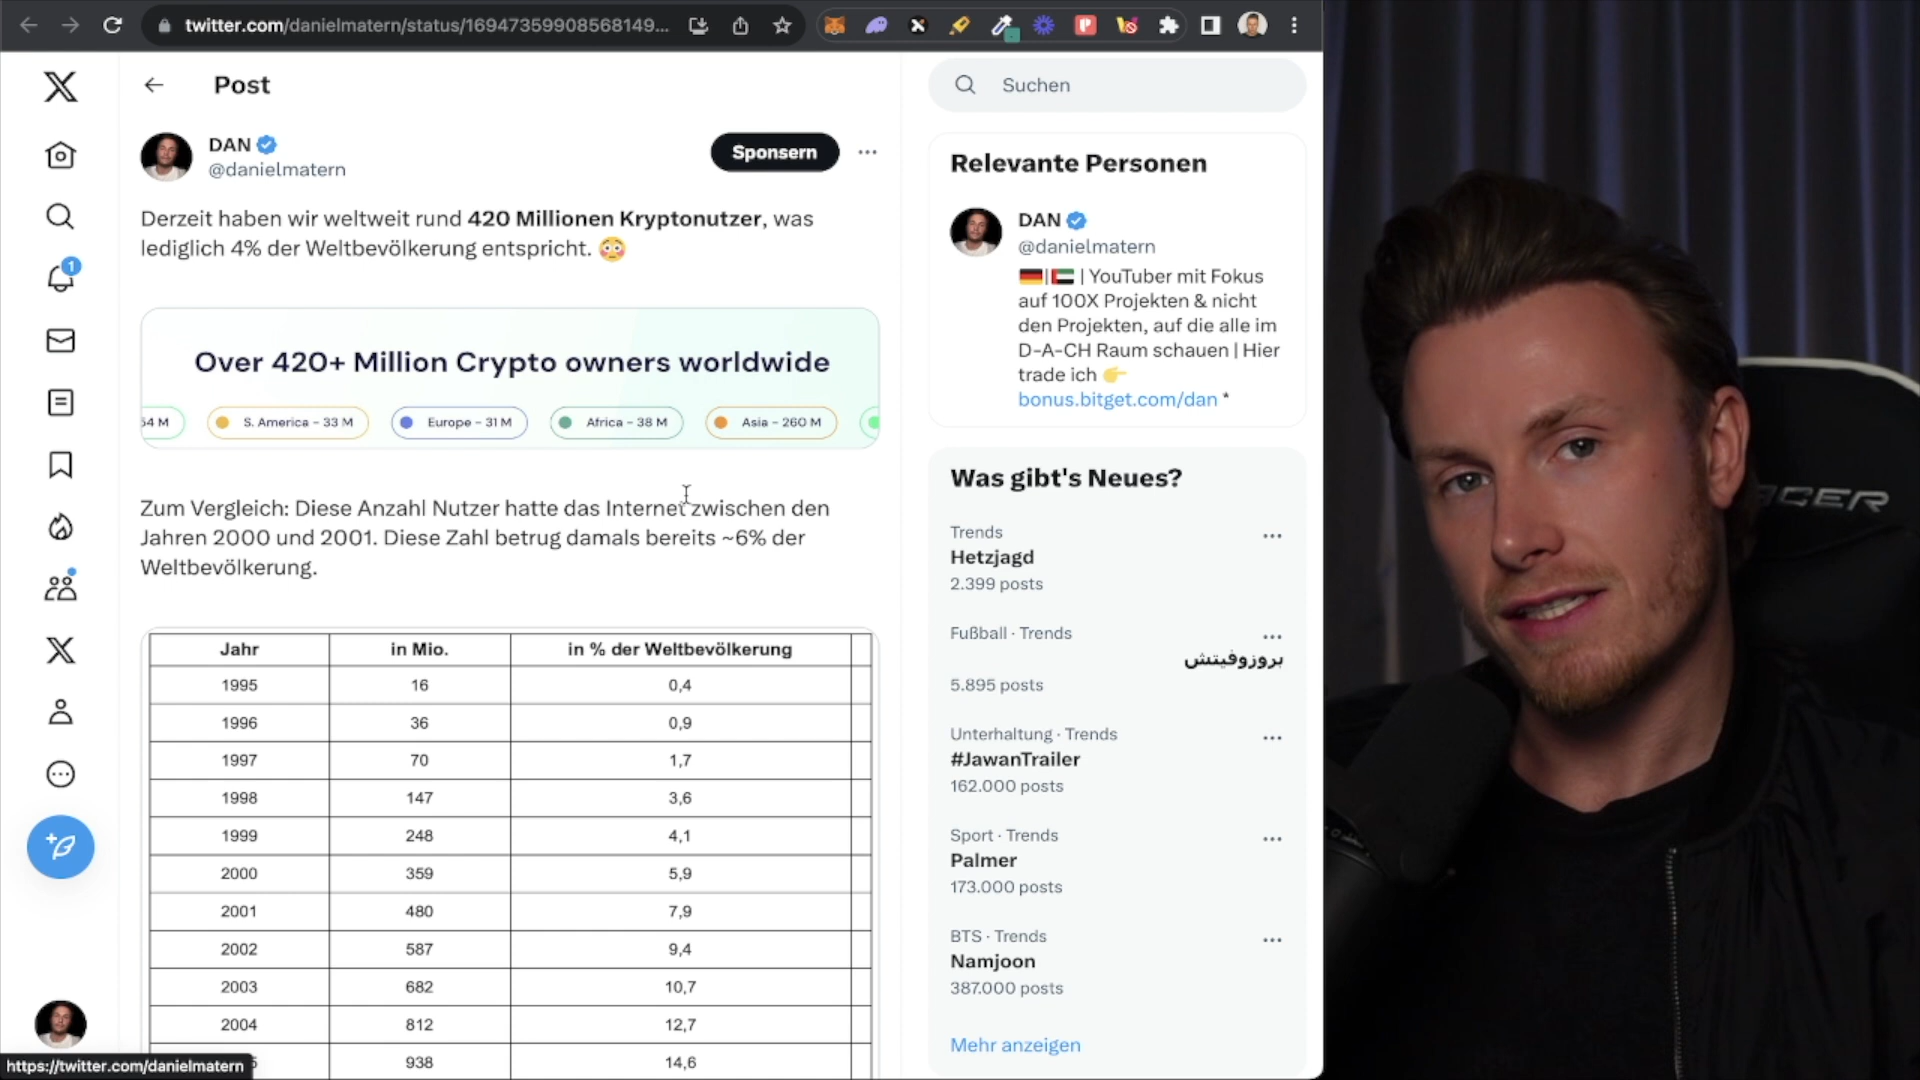 twitter.com/danielmatern/status/16947359908568149...
Post
DAN
@danielmatern
Sponsern
Derzeit haben wir weltweit rund 420 Millionen Kryptonutzer, was
lediglich 4% der Weltbevölkerung entspricht. 😳
Over 420+ Million Crypto owners worldwide
54 M
S. America – 33 M
Europe – 31 M
Africa – 38 M
Asia – 260 M
Zum Vergleich: Diese Anzahl Nutzer hatte das Internet zwischen den
Jahren 2000 und 2001. Diese Zahl betrug damals bereits ~6% der
Weltbevölkerung.
Jahr in Mio. in % der Weltbevölkerung
1995 16 0,4
1996 36 0,9
1997 70 1,7
1998 147 3,6
1999 248 4,1
2000 359 5,9
2001 480 7,9
2002 587 9,4
2003 682 10,7
2004 812 12,7
5 938 14,6
https://twitter.com/danielmatern
1
Suchen
Relevante Personen
DAN
@danielmatern
🇩🇪|🇦🇪 | YouTuber mit Fokus
auf 100X Projekten & nicht
den Projekten, auf die alle im
D-A-CH Raum schauen | Hier
trade ich 👉
bonus.bitget.com/dan *
Was gibt's Neues?
Trends
Hetzjagd
2.399 posts
Fußball · Trends
بروزوفيتش
5.895 posts
Unterhaltung · Trends
#JawanTrailer
162.000 posts
Sport · Trends
Palmer
173.000 posts
BTS · Trends
Namjoon
387.000 posts
Mehr anzeigen